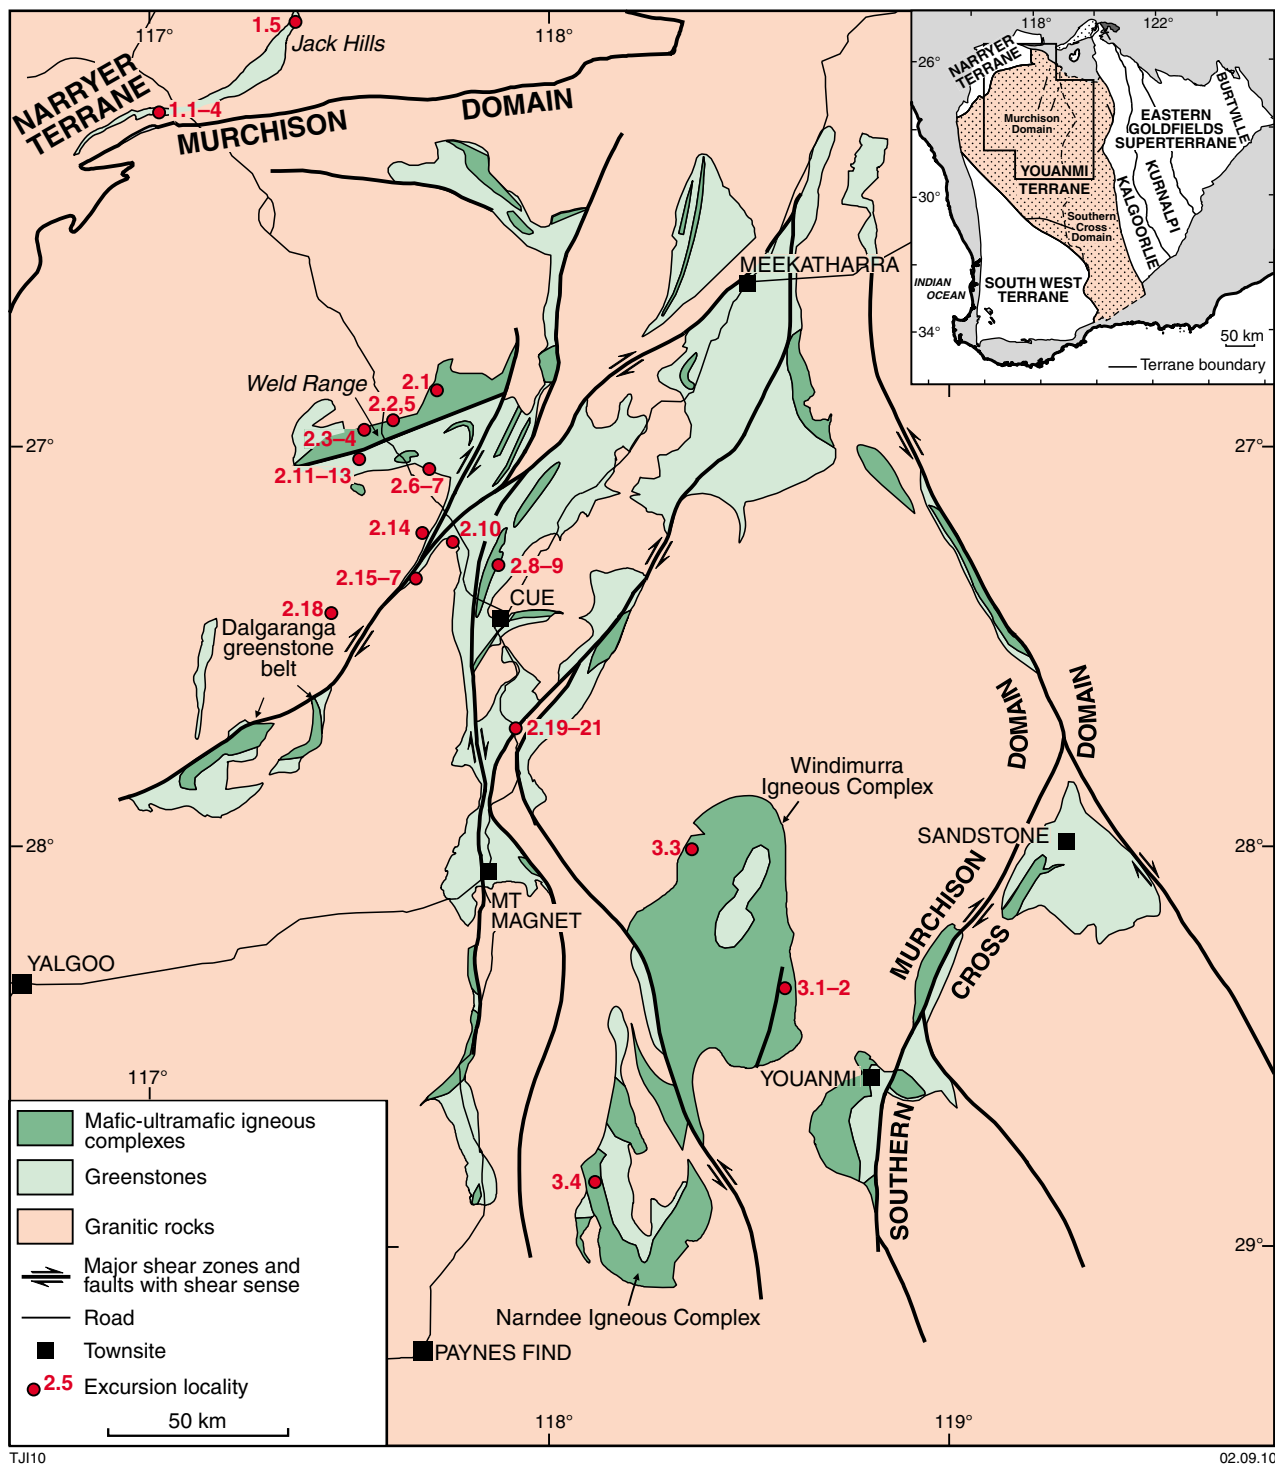 117°
118°
1.5
Jack Hills
NARRYER
TERRANE
1.1–4
MURCHISON
DOMAIN
118°
122°
26°
30°
34°
NARRYER
TERRANE
Murchison
Domain
YOUANMI
TERRANE
Southern
Cross
Domain
EASTERN
GOLDFIELDS
SUPERTERRANE
BURTVILLE
KURNALPI
KALGOORLIE
INDIAN
OCEAN
SOUTH WEST
TERRANE
50 km
Terrane boundary
MEEKATHARRA
Weld Range
2.1
2.2,5
2.3–4
2.11–13
2.6–7
27°
27°
2.14
2.10
2.15–7
2.8–9
2.18
CUE
Dalgaranga
greenstone
belt
2.19–21
DOMAIN
DOMAIN
Windimurra
Igneous Complex
28°
28°
3.3
SANDSTONE
MT
MAGNET
MURCHISON
CROSS
YALGOO
3.1–2
117°
YOUANMI
SOUTHERN
3.4
29°
Narndee Igneous Complex
PAYNES FIND
118°
119°
Mafic-ultramafic igneous
complexes
Greenstones
Granitic rocks
Major shear zones and
faults with shear sense
Road
Townsite
2.5
Excursion locality
50 km
TJI10
02.09.10